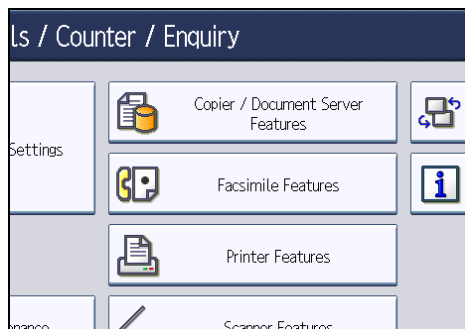 ls / Counter / Enquiry
Copier / Document Server
Features
Settings
Facsimile Features
Printer Features
Scanner Features